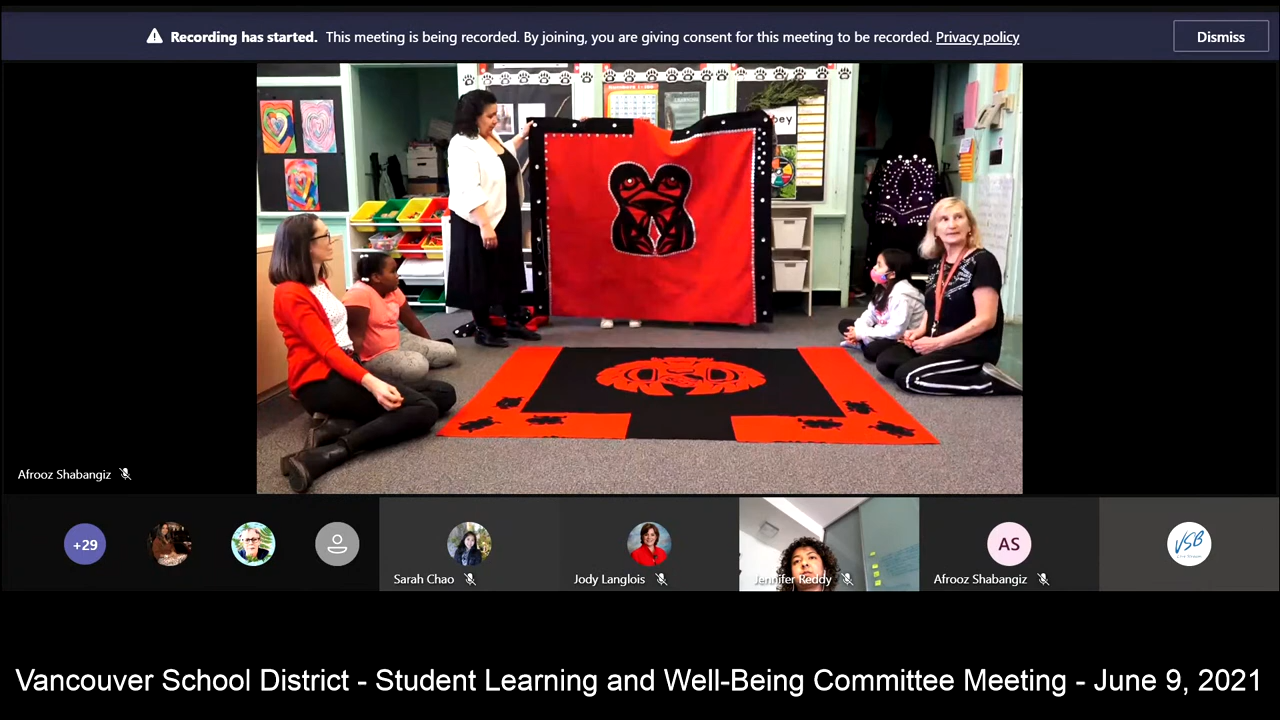 Recording has started. This meeting is being recorded. By joining, you are giving consent for this meeting to be recorded. Privacy policy
Dismiss
Afrooz Shabangiz
+29
Sarah Chao
Jody Langlois
Jennifer Reddy
AS
Afrooz Shabangiz
VSB
Vancouver School District - Student Learning and Well-Being Committee Meeting - June 9, 2021